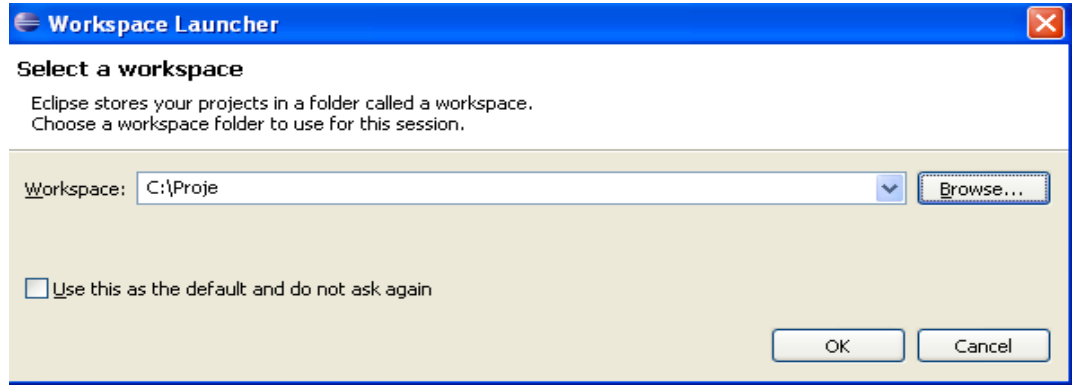 Workspace Launcher
Select a workspace
Eclipse stores your projects in a folder called a workspace.
Choose a workspace folder to use for this session.
Workspace: C:\Proje Browse...
Use this as the default and do not ask again
OK Cancel